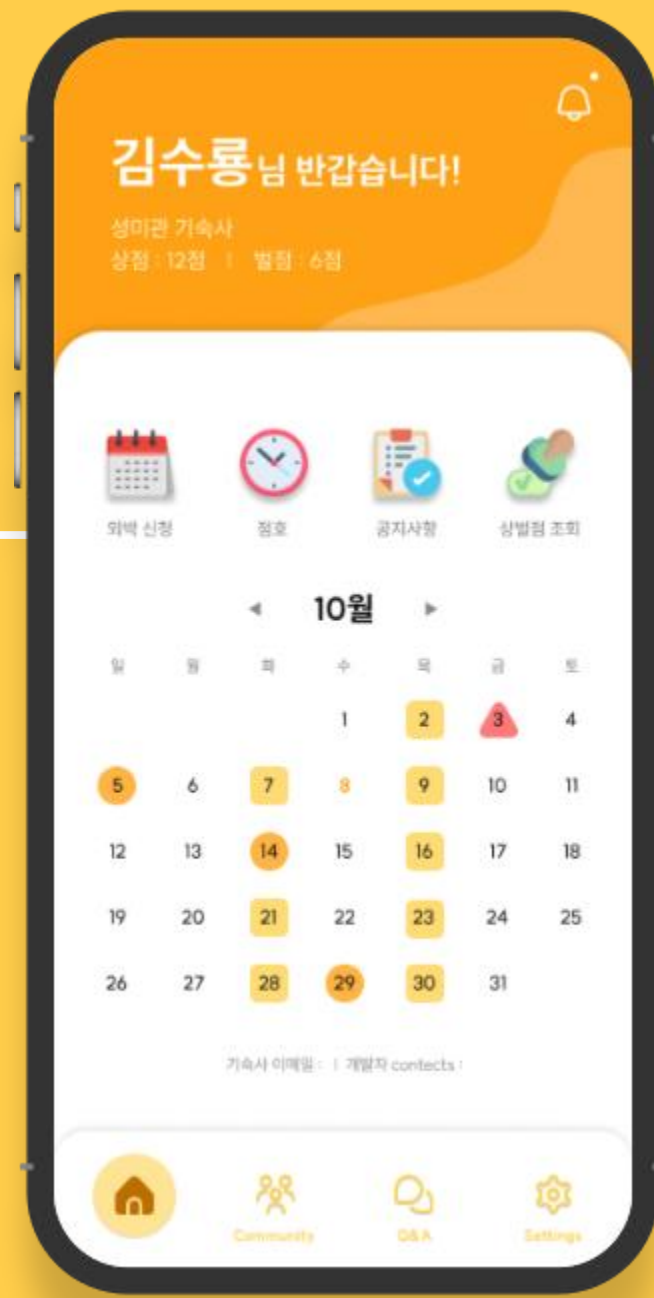 김수룡님 반갑습니다!
성미관 기숙사
상점 : 12점 | 벌점 : 6점
외박 신청 점호 공지사항 상벌점 조회
◀ 10월 ▶
일 월 화 수 목 금 토
1 2 3 4
5 6 7 8 9 10 11
12 13 14 15 16 17 18
19 20 21 22 23 24 25
26 27 28 29 30 31
기숙사 이메일 : | 개발자 contects :
Community Q&A Settings